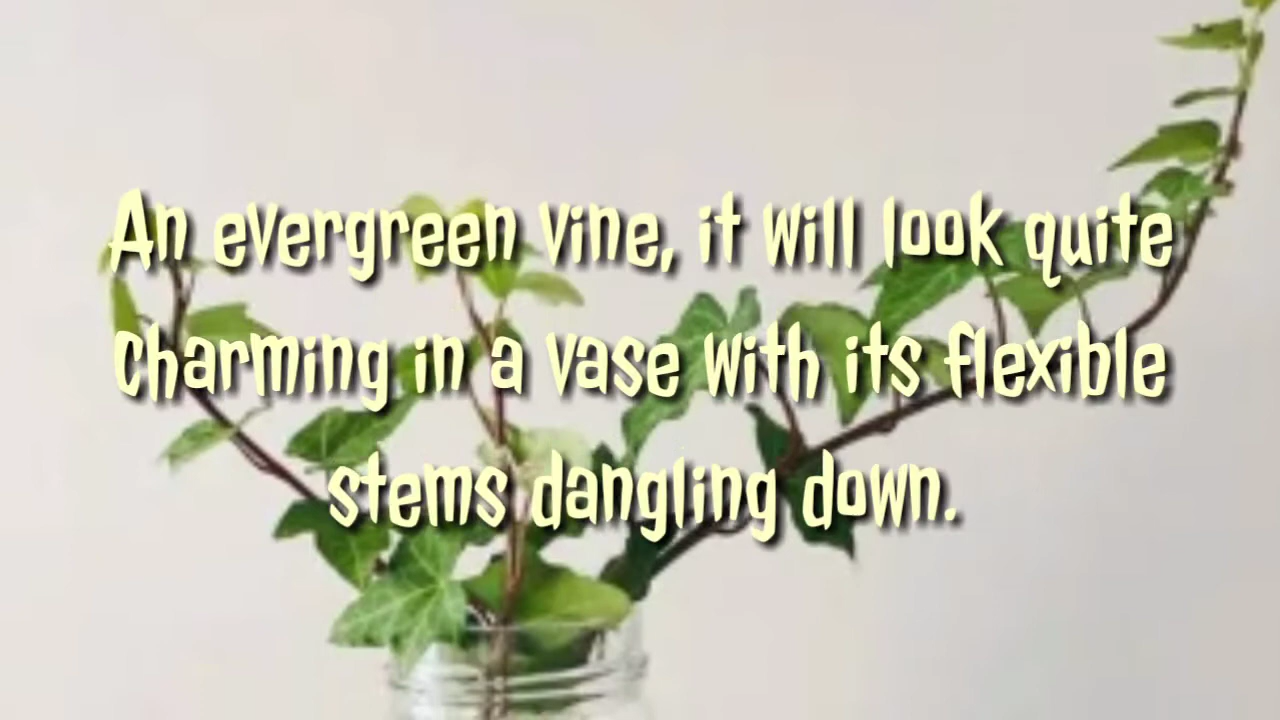 An evergreen vine, it will look quite
charming in a vase with its flexible
stems dangling down.